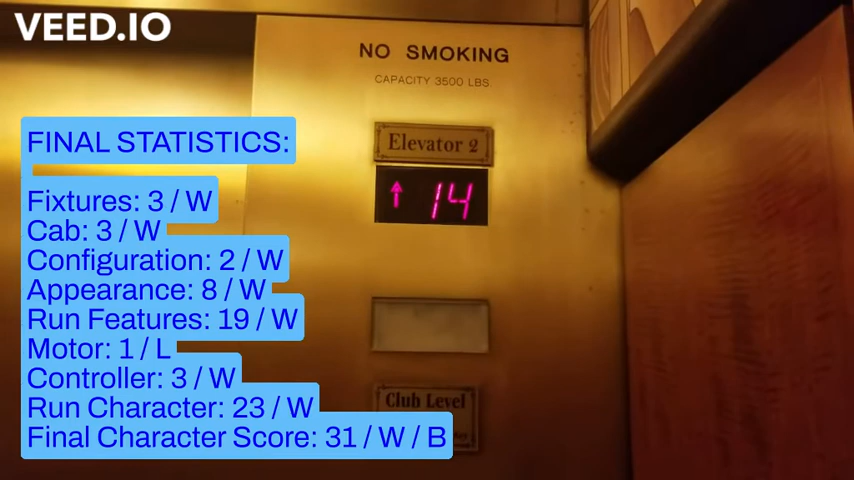 VEED.IO
NO SMOKING
CAPACITY 3500 LBS.
Elevator 2
↑ 14
Club Level
FINAL STATISTICS:
Fixtures: 3 / W
Cab: 3 / W
Configuration: 2 / W
Appearance: 8 / W
Run Features: 19 / W
Motor: 1 / L
Controller: 3 / W
Run Character: 23 / W
Final Character Score: 31 / W / B